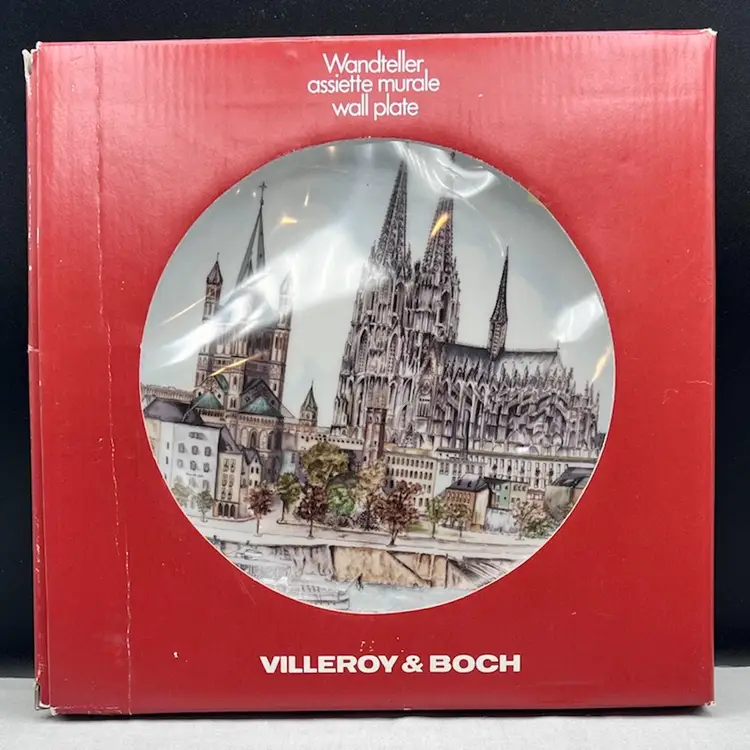 Wandteller
assiette murale
wall plate
VILLEROY & BOCH